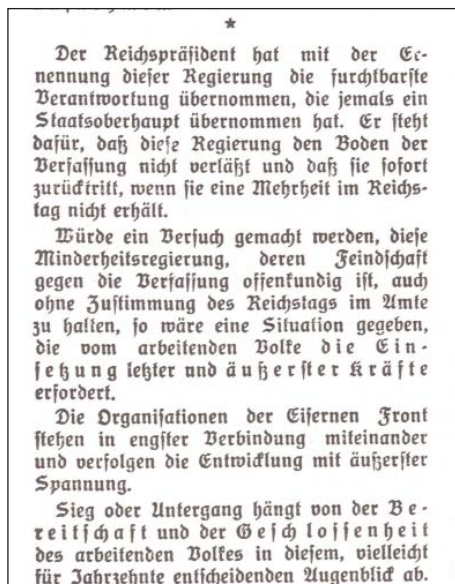 *
Der Reichspräsident hat mit der Er-
nennung dieser Regierung die furchtbarste
Verantwortung übernommen, die jemals ein
Staatsoberhaupt übernommen hat. Er steht
dafür, daß diese Regierung den Boden der
Verfassung nicht verläßt und daß sie sofort
zurücktritt, wenn sie eine Mehrheit im Reichs-
tag nicht erhält.
Würde ein Versuch gemacht werden, diese
Minderheitsregierung, deren Feindschaft
gegen die Verfassung offenkundig ist, auch
ohne Zustimmung des Reichstags im Amte
zu halten, so wäre eine Situation gegeben,
die vom arbeitenden Volke die Ein-
setzung letzter und äußerster Kräfte
erfordert.
Die Organisationen der Eisernen Front
stehen in engster Verbindung miteinander
und verfolgen die Entwicklung mit äußerster
Spannung.
Sieg oder Untergang hängt von der Be-
reitschaft und der Geschlossenheit
des arbeitenden Volkes in diesem, vielleicht
für Jahrzehnte entscheidenden Augenblick ab.